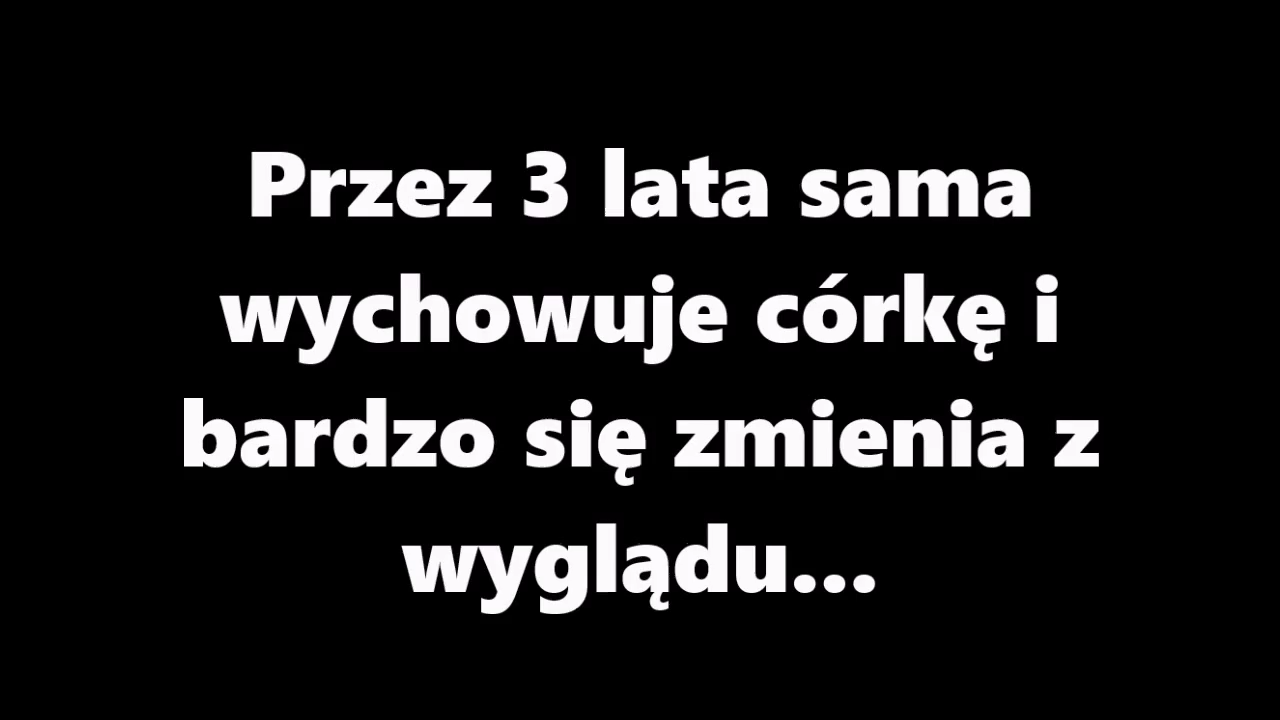 Przez 3 lata sama
wychowuje córkę i
bardzo się zmienia z
wyglądu...